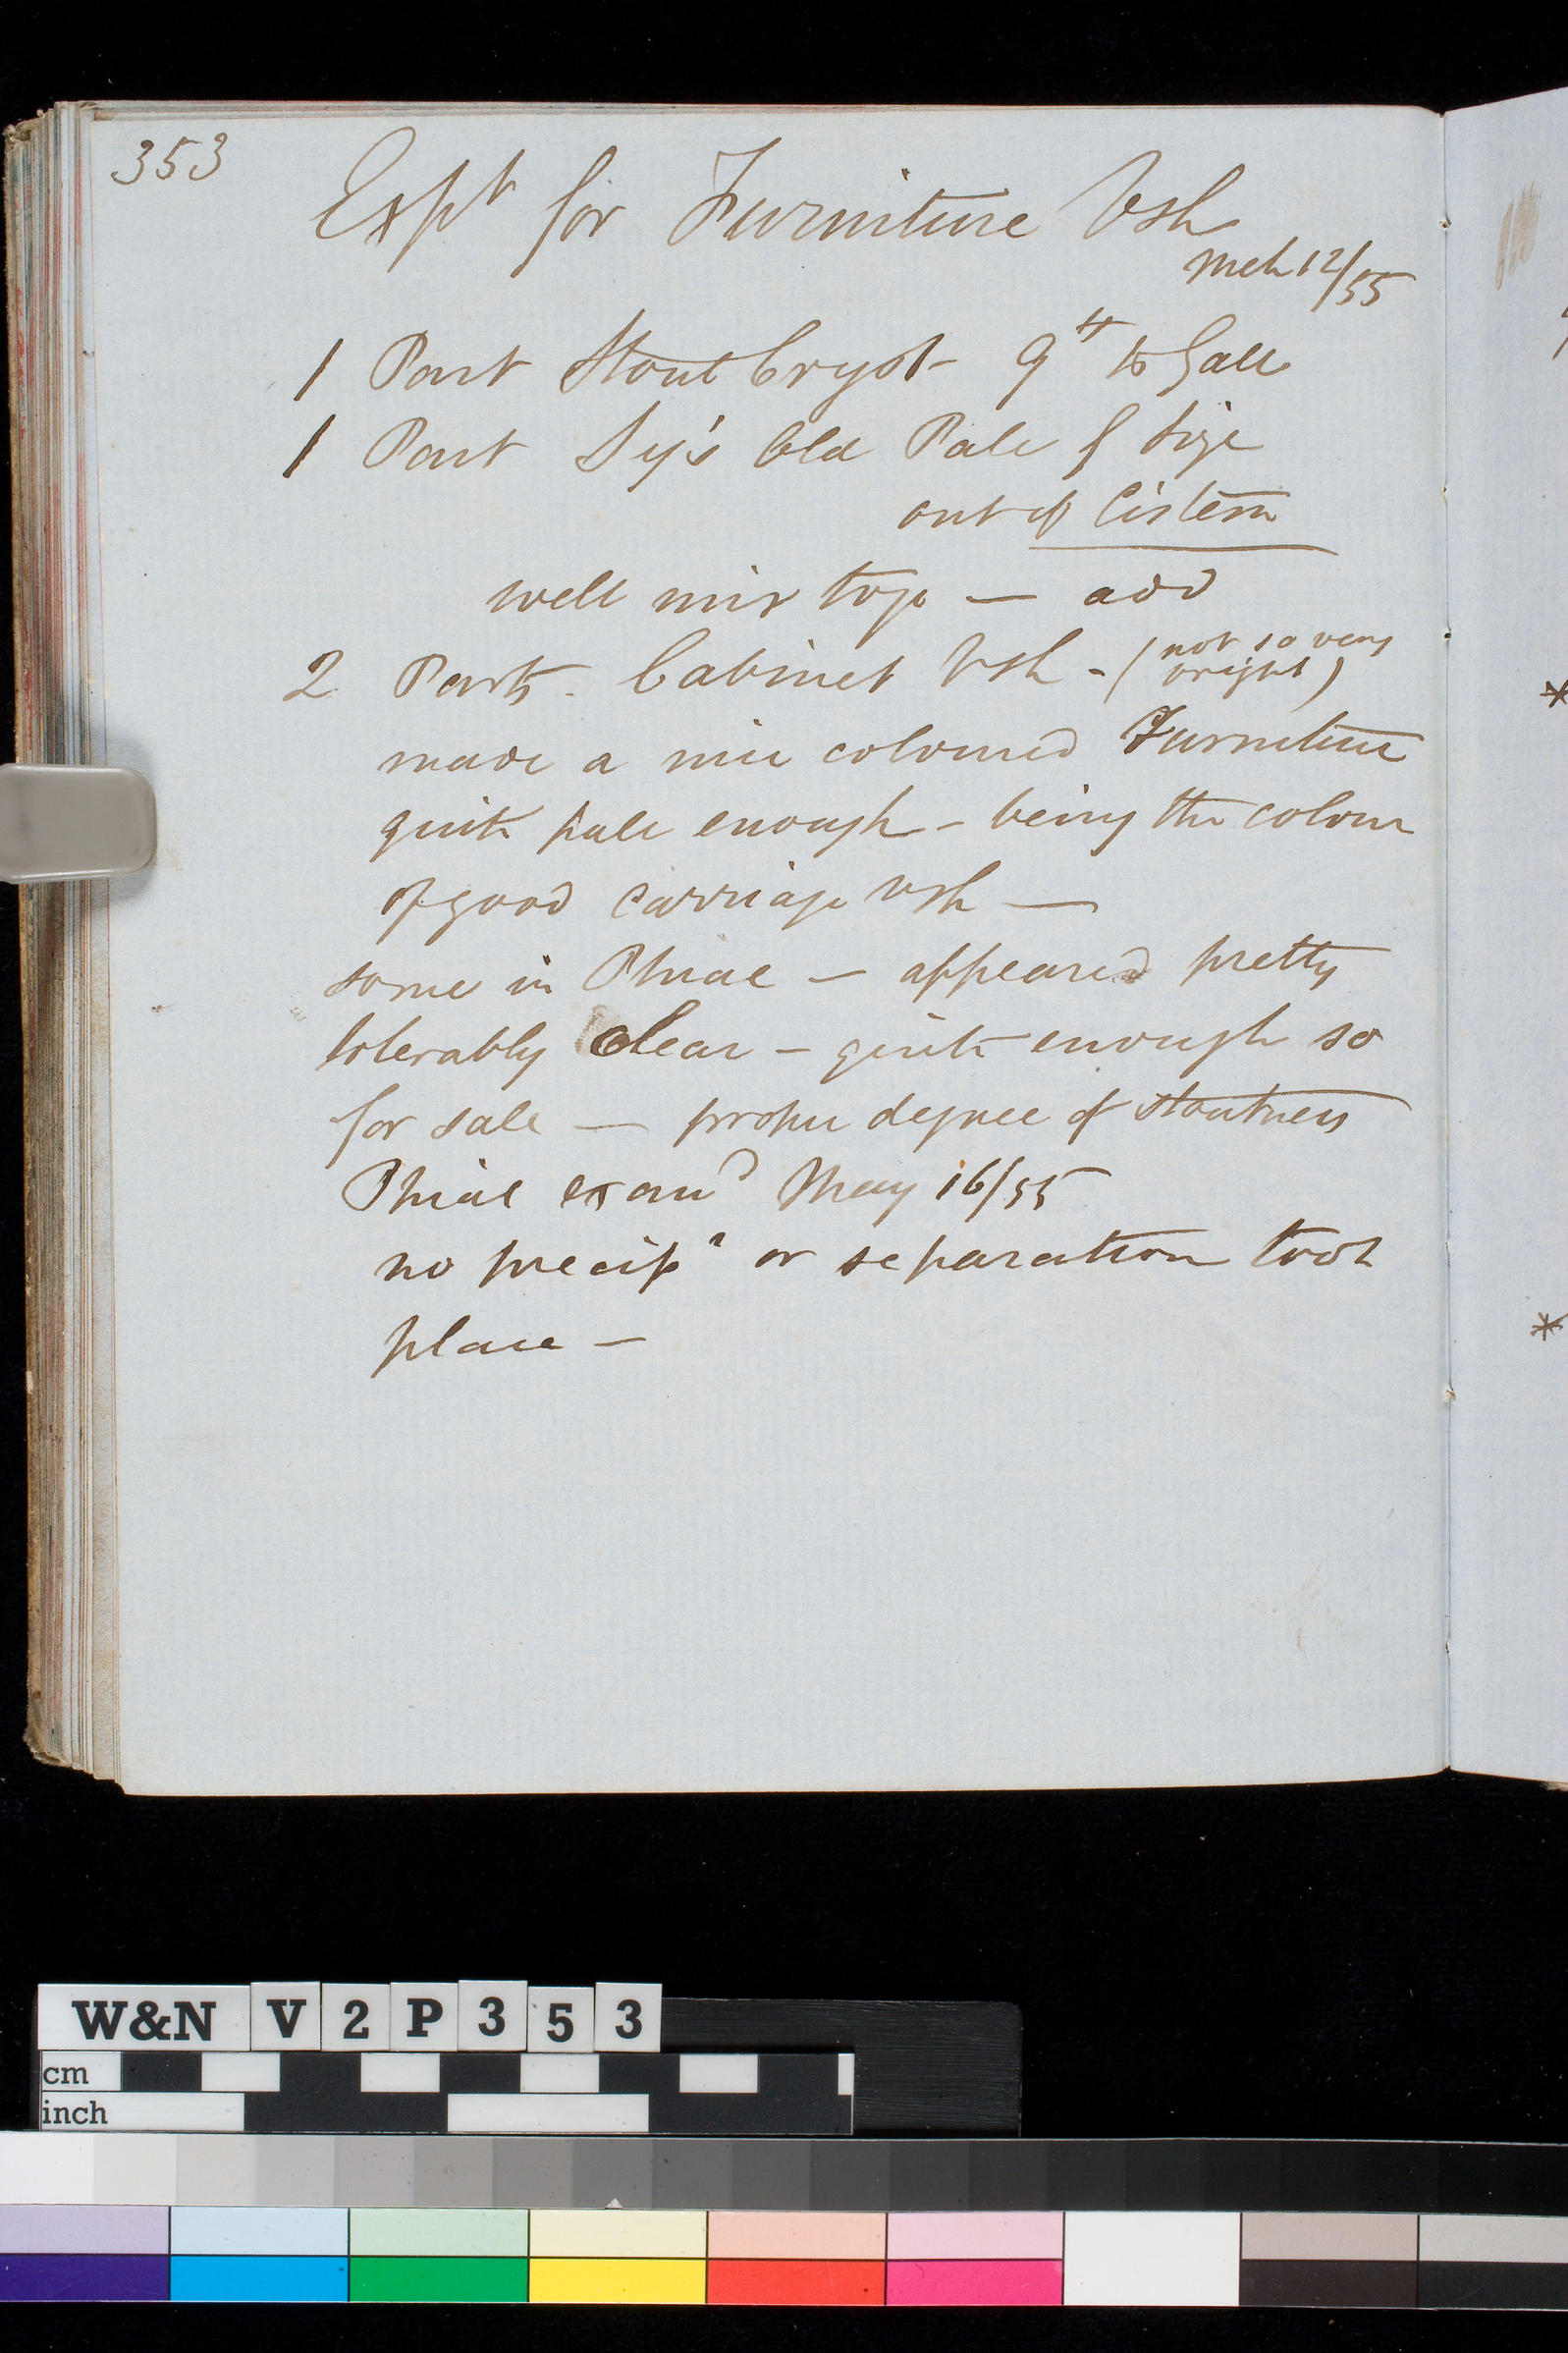 353
Expt for Furniture Vsh
Mch 12/55
1 Part Stout Cryst - 9 lb to Gall
1 Part Old Pale G Size
out of Cistern
well mix togr — add
2 Parts - Cabinet Vsh - (not so very
bright)
made a nice coloured Furniture
quite pale enough - being the colour
of good Carriage Vsh —
some in Phial — appeared pretty
tolerably Clear - quite enough so
for sale — proper degree of stoutness
Phial examd May 16/55
no precipn or separation took
place —
W&N V 2 P 3 5 3
cm
inch